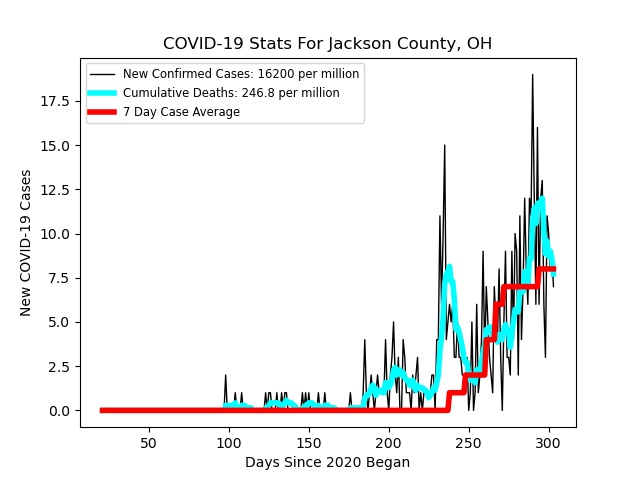 COVID-19 Stats For Jackson County, OH
New Confirmed Cases: 16200 per million
Cumulative Deaths: 246.8 per million
7 Day Case Average
New COVID-19 Cases
17.5
15.0
12.5
10.0
7.5
5.0
2.5
0.0
50
100
150
200
250
300
Days Since 2020 Began